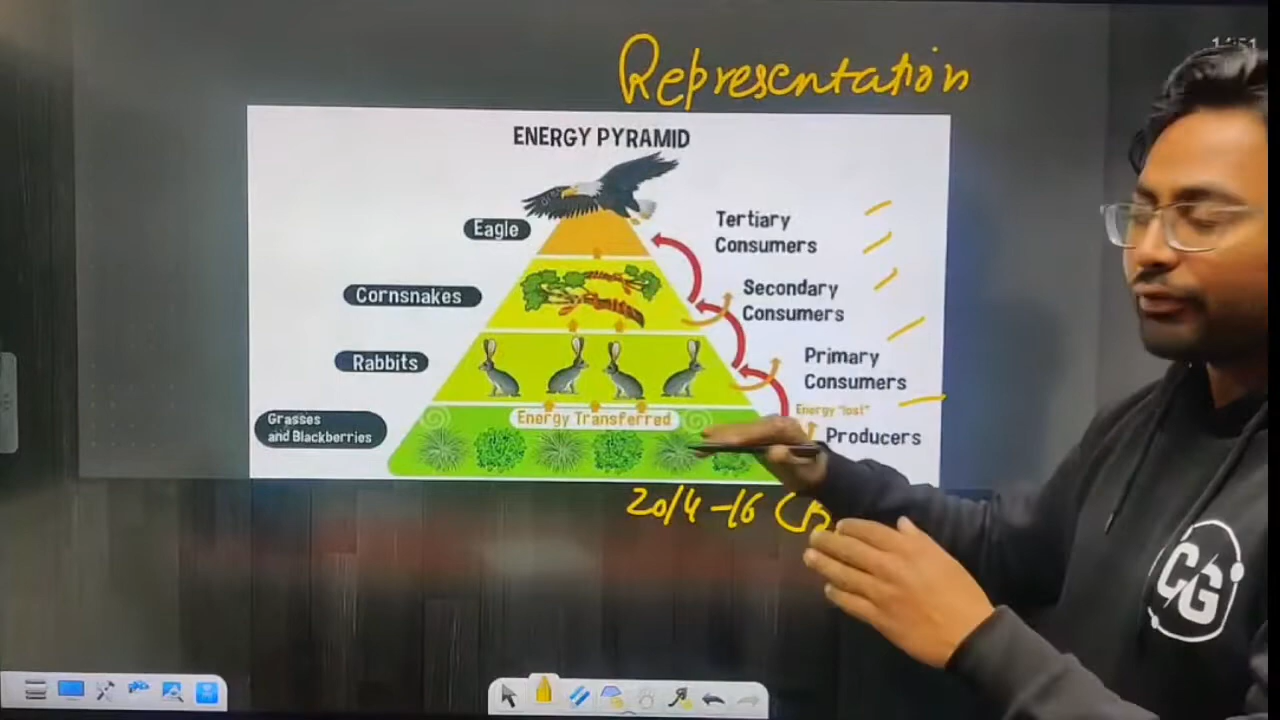 Representation
ENERGY PYRAMID
Eagle
Tertiary
Consumers
Cornsnakes
Secondary
Consumers
Rabbits
Primary
Consumers
Energy "lost"
Grasses
and Blackberries
Energy Transferred
Producers
2014-16
CG